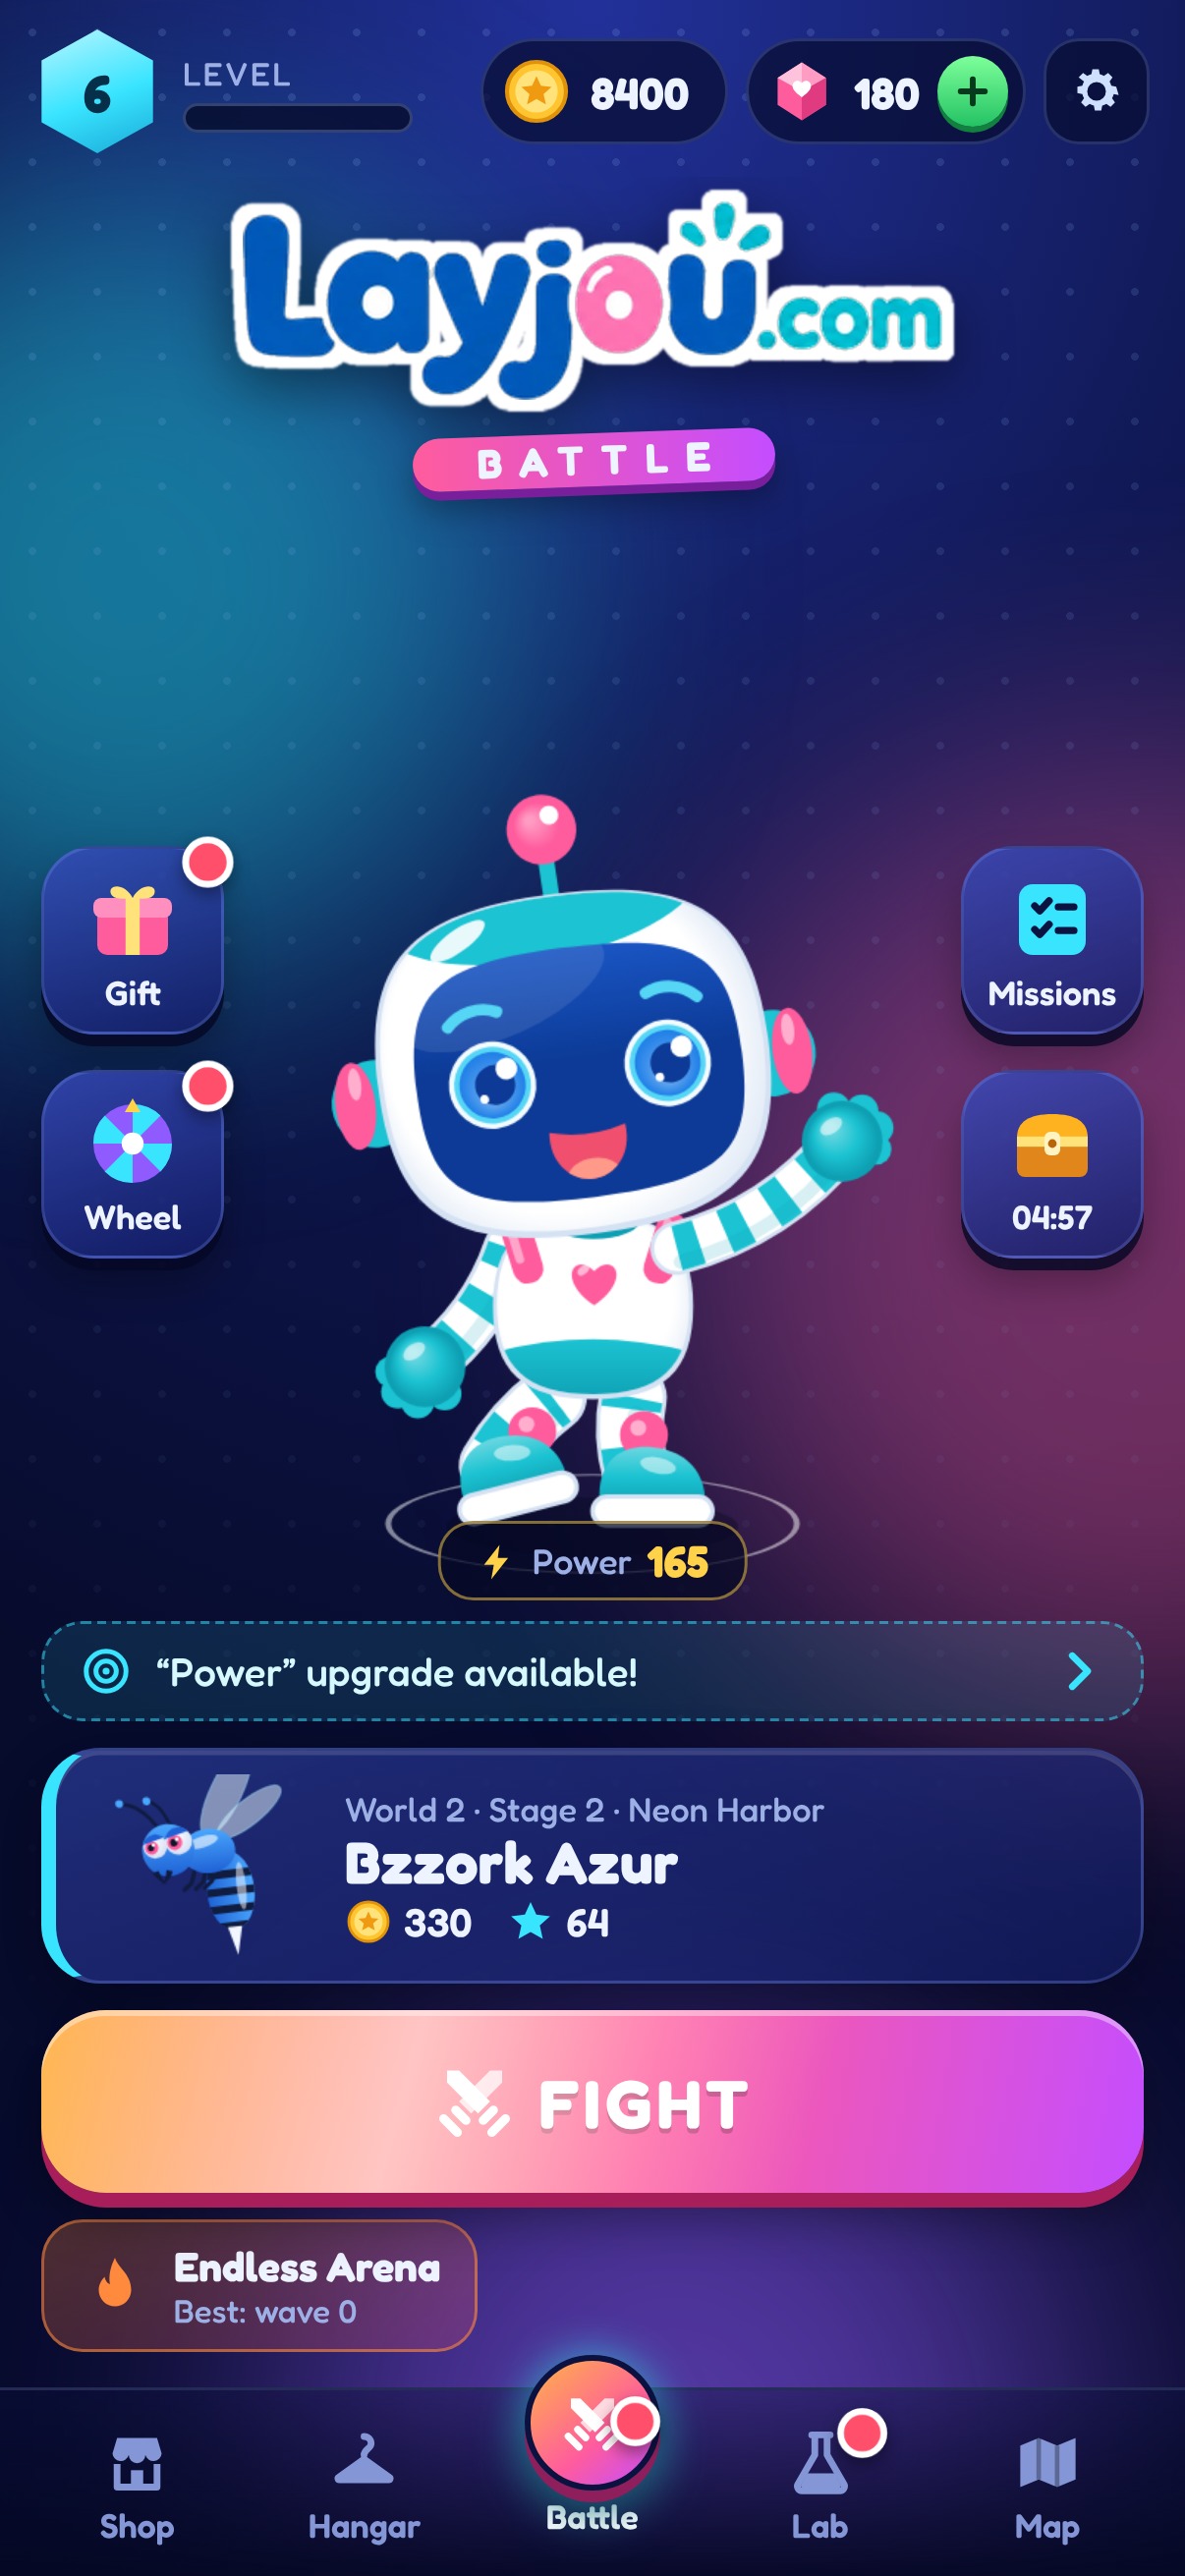 6
LEVEL
8400
180
Layjou.com
BATTLE
Gift
Missions
Wheel
04:57
Power 165
“Power” upgrade available!
World 2 · Stage 2 · Neon Harbor
Bzzork Azur
330 64
FIGHT
Endless Arena
Best: wave 0
Shop
Hangar
Battle
Lab
Map